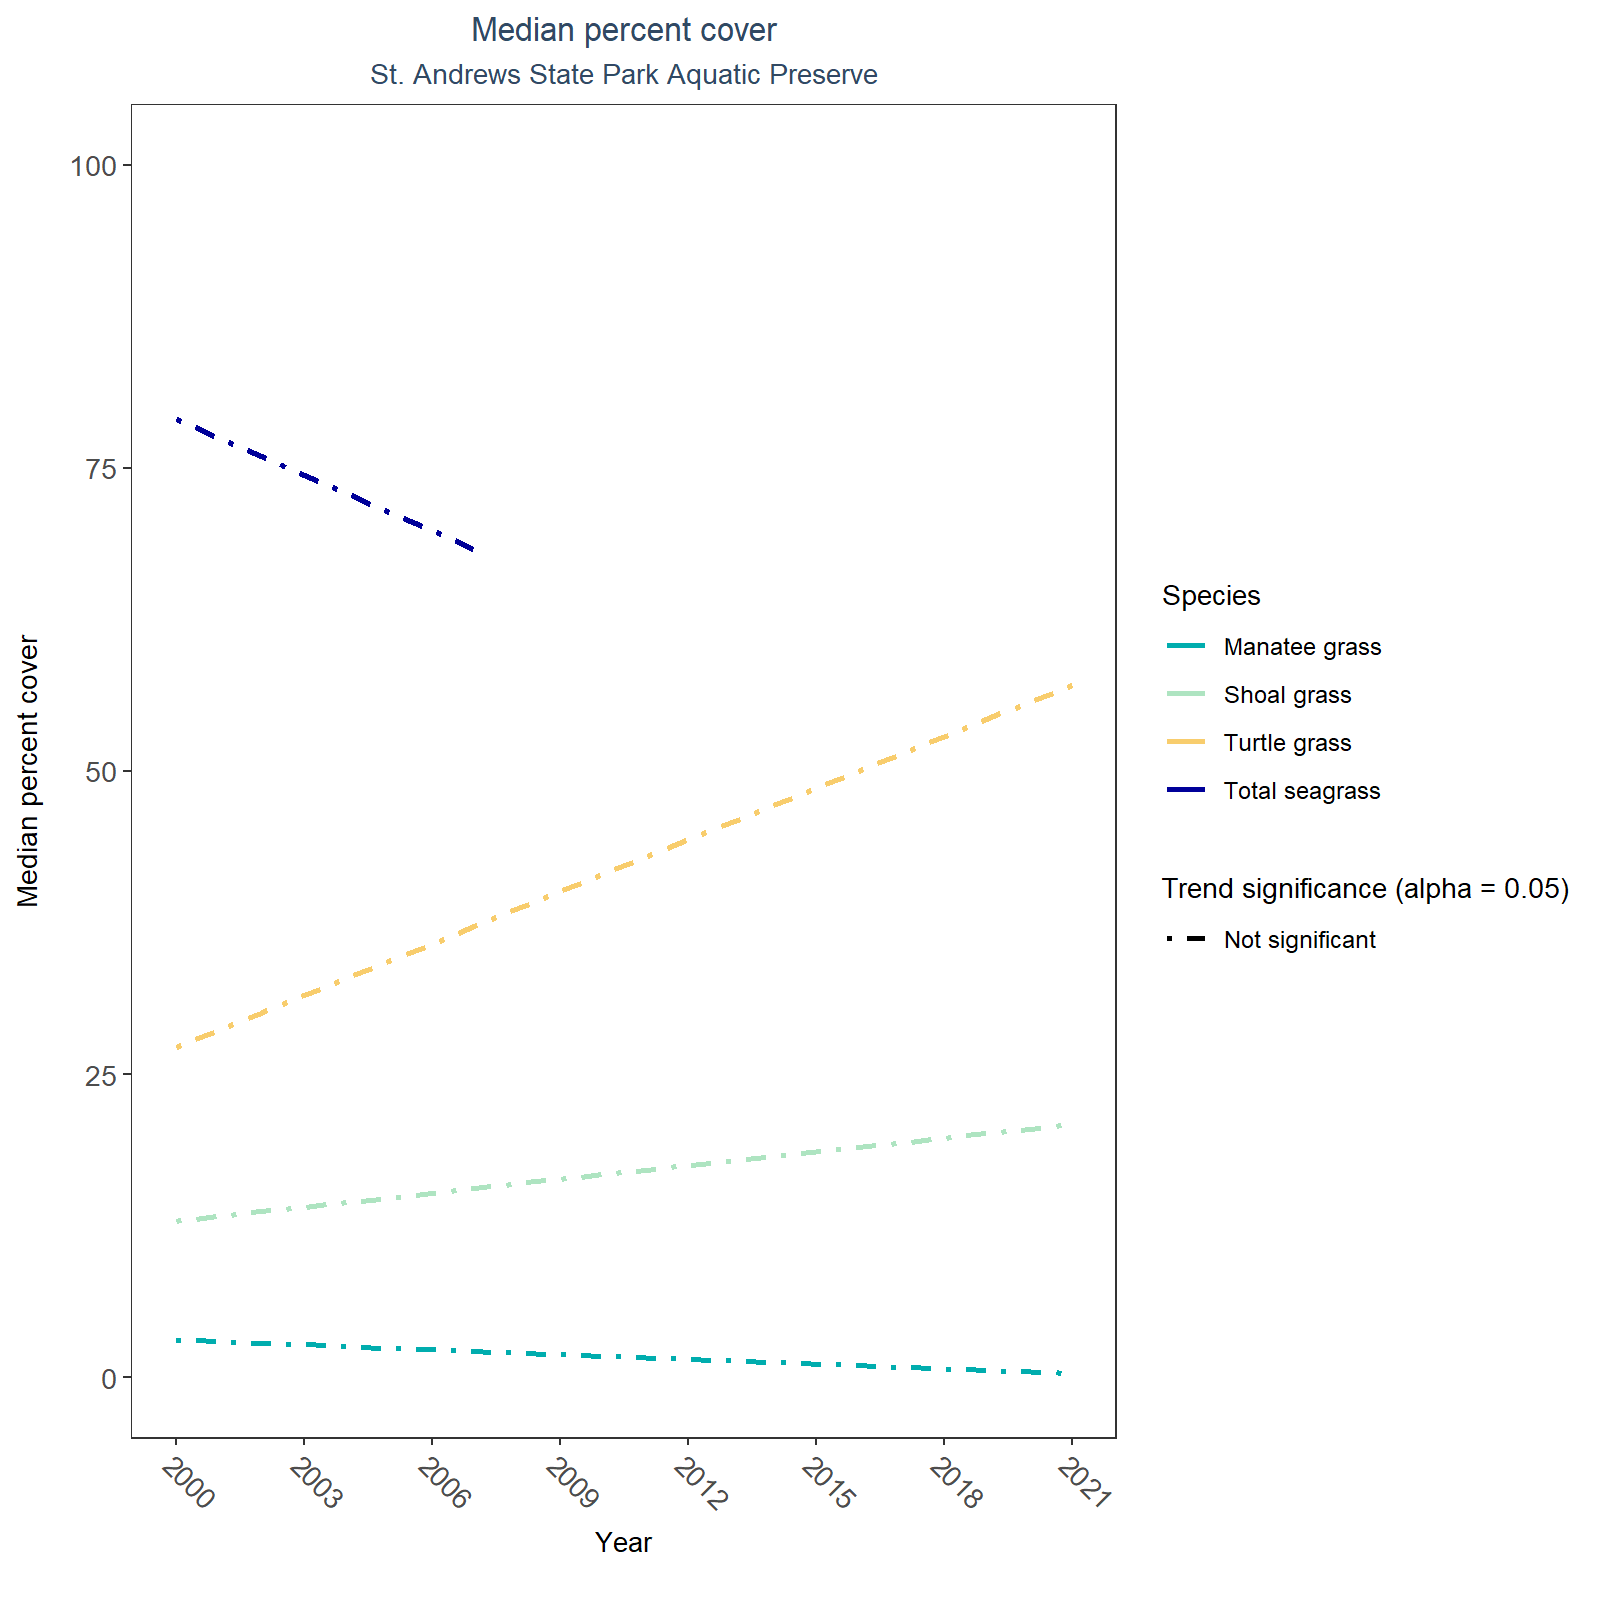 Median percent cover
St. Andrews State Park Aquatic Preserve
Median percent cover
100
75
50
25
0
2000
2003
2006
2009
2012
2015
2018
2021
Year
Species
Manatee grass
Shoal grass
Turtle grass
Total seagrass
Trend significance (alpha = 0.05)
Not significant